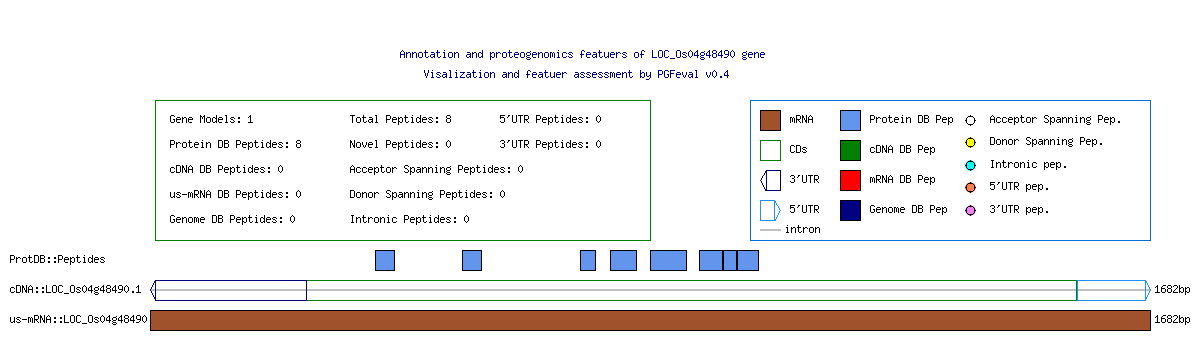 Annotation and proteogenomics featuers of LOC_Os04g48490 gene
Visalization and featuer assessment by PGFeval v0.4
Gene Models: 1 Total Peptides: 8 5'UTR Peptides: 0
Protein DB Peptides: 8 Novel Peptides: 0 3'UTR Peptides: 0
cDNA DB Peptides: 0 Acceptor Spanning Peptides: 0
us-mRNA DB Peptides: 0 Donor Spanning Peptides: 0
Genome DB Peptides: 0 Intronic Peptides: 0
mRNA Protein DB Pep Acceptor Spanning Pep.
CDs cDNA DB Pep Donor Spanning Pep.
3'UTR mRNA DB Pep Intronic pep.
5'UTR Genome DB Pep 5'UTR pep.
intron 3'UTR pep.
ProtDB::Peptides
cDNA::LOC_Os04g48490.1 1682bp
us-mRNA::LOC_Os04g48490 1682bp